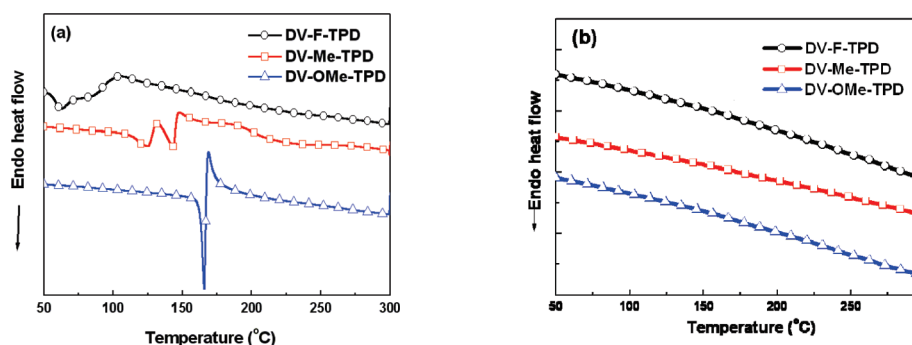 (a)
DV-F-TPD
DV-Me-TPD
DV-OMe-TPD
Endo heat flow
50 100 150 200 250 300
Temperature (°C)
(b)
DV-F-TPD
DV-Me-TPD
DV-OMe-TPD
Endo heat flow
50 100 150 200 250
Temperature (°C)